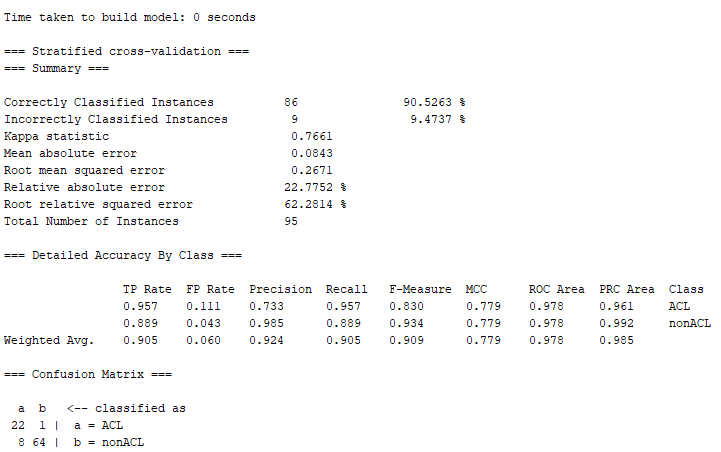 Time taken to build model: 0 seconds
=== Stratified cross-validation ===
=== Summary ===
Correctly Classified Instances 86 90.5263 %
Incorrectly Classified Instances 9 9.4737 %
Kappa statistic 0.7661
Mean absolute error 0.0843
Root mean squared error 0.2671
Relative absolute error 22.7752 %
Root relative squared error 62.2814 %
Total Number of Instances 95
=== Detailed Accuracy By Class ===
TP Rate FP Rate Precision Recall F-Measure MCC ROC Area PRC Area Class
0.957 0.111 0.733 0.957 0.830 0.779 0.978 0.961 ACL
0.889 0.043 0.985 0.889 0.934 0.779 0.978 0.992 nonACL
Weighted Avg. 0.905 0.060 0.924 0.905 0.909 0.779 0.978 0.985
=== Confusion Matrix ===
a b <-- classified as
22 1 | a = ACL
8 64 | b = nonACL